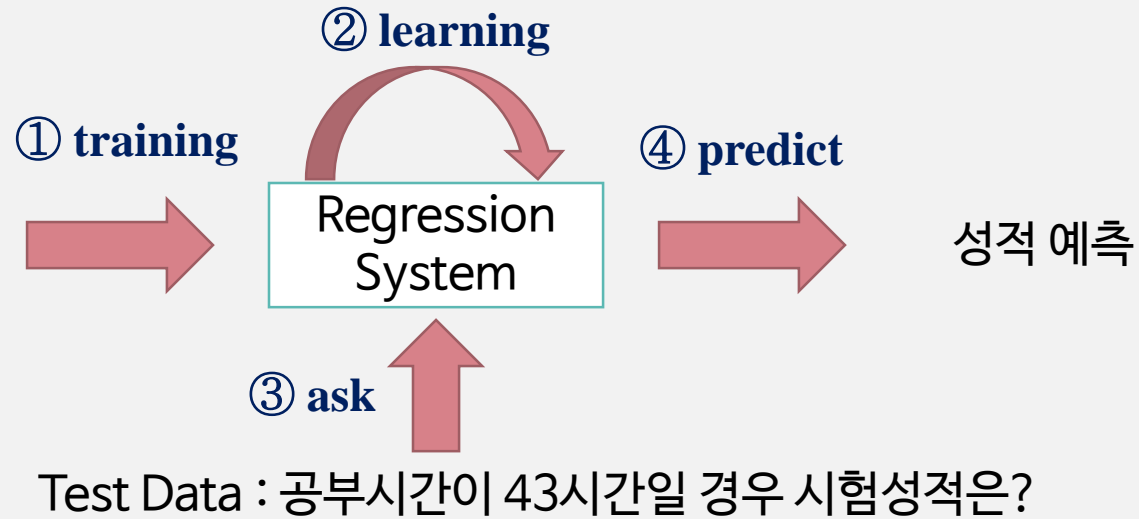 ② learning
① training
④ predict
Regression
System
성적 예측
③ ask
Test Data : 공부시간이 43시간일 경우 시험성적은?